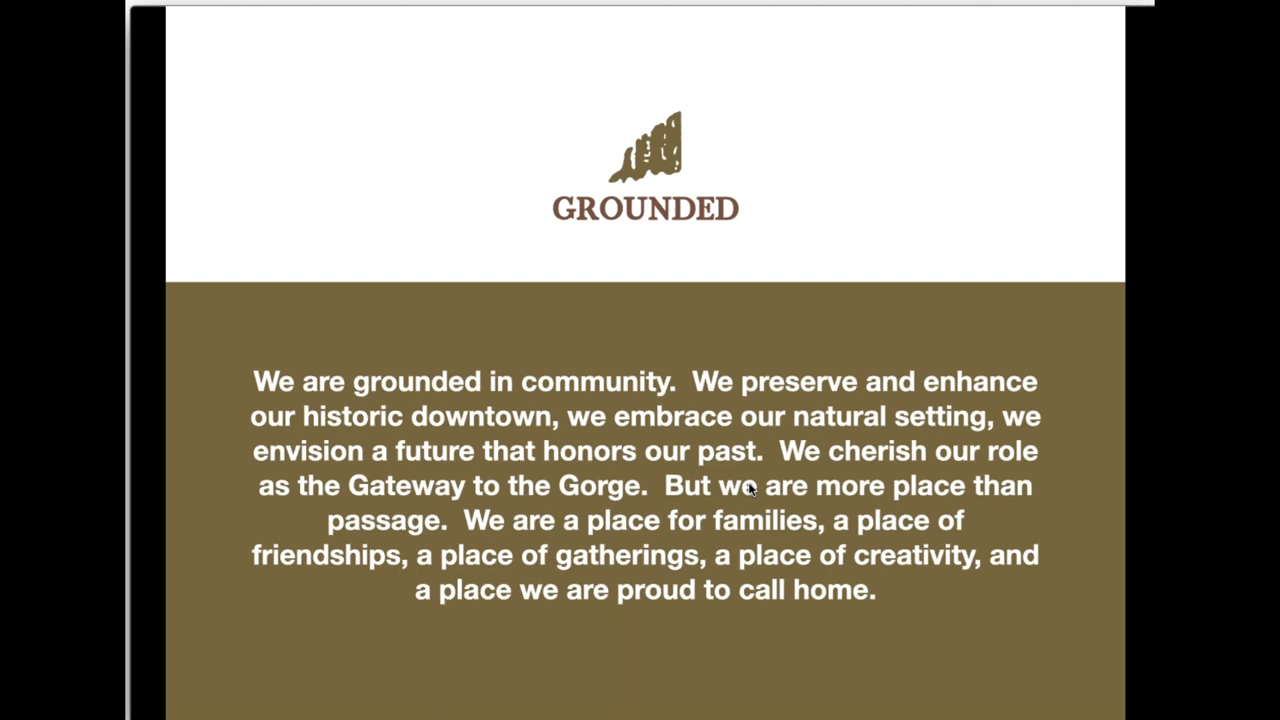 GROUNDED
We are grounded in community.  We preserve and enhance
our historic downtown, we embrace our natural setting, we
envision a future that honors our past.  We cherish our role
as the Gateway to the Gorge.  But we are more place than
passage.  We are a place for families, a place of
friendships, a place of gatherings, a place of creativity, and
a place we are proud to call home.